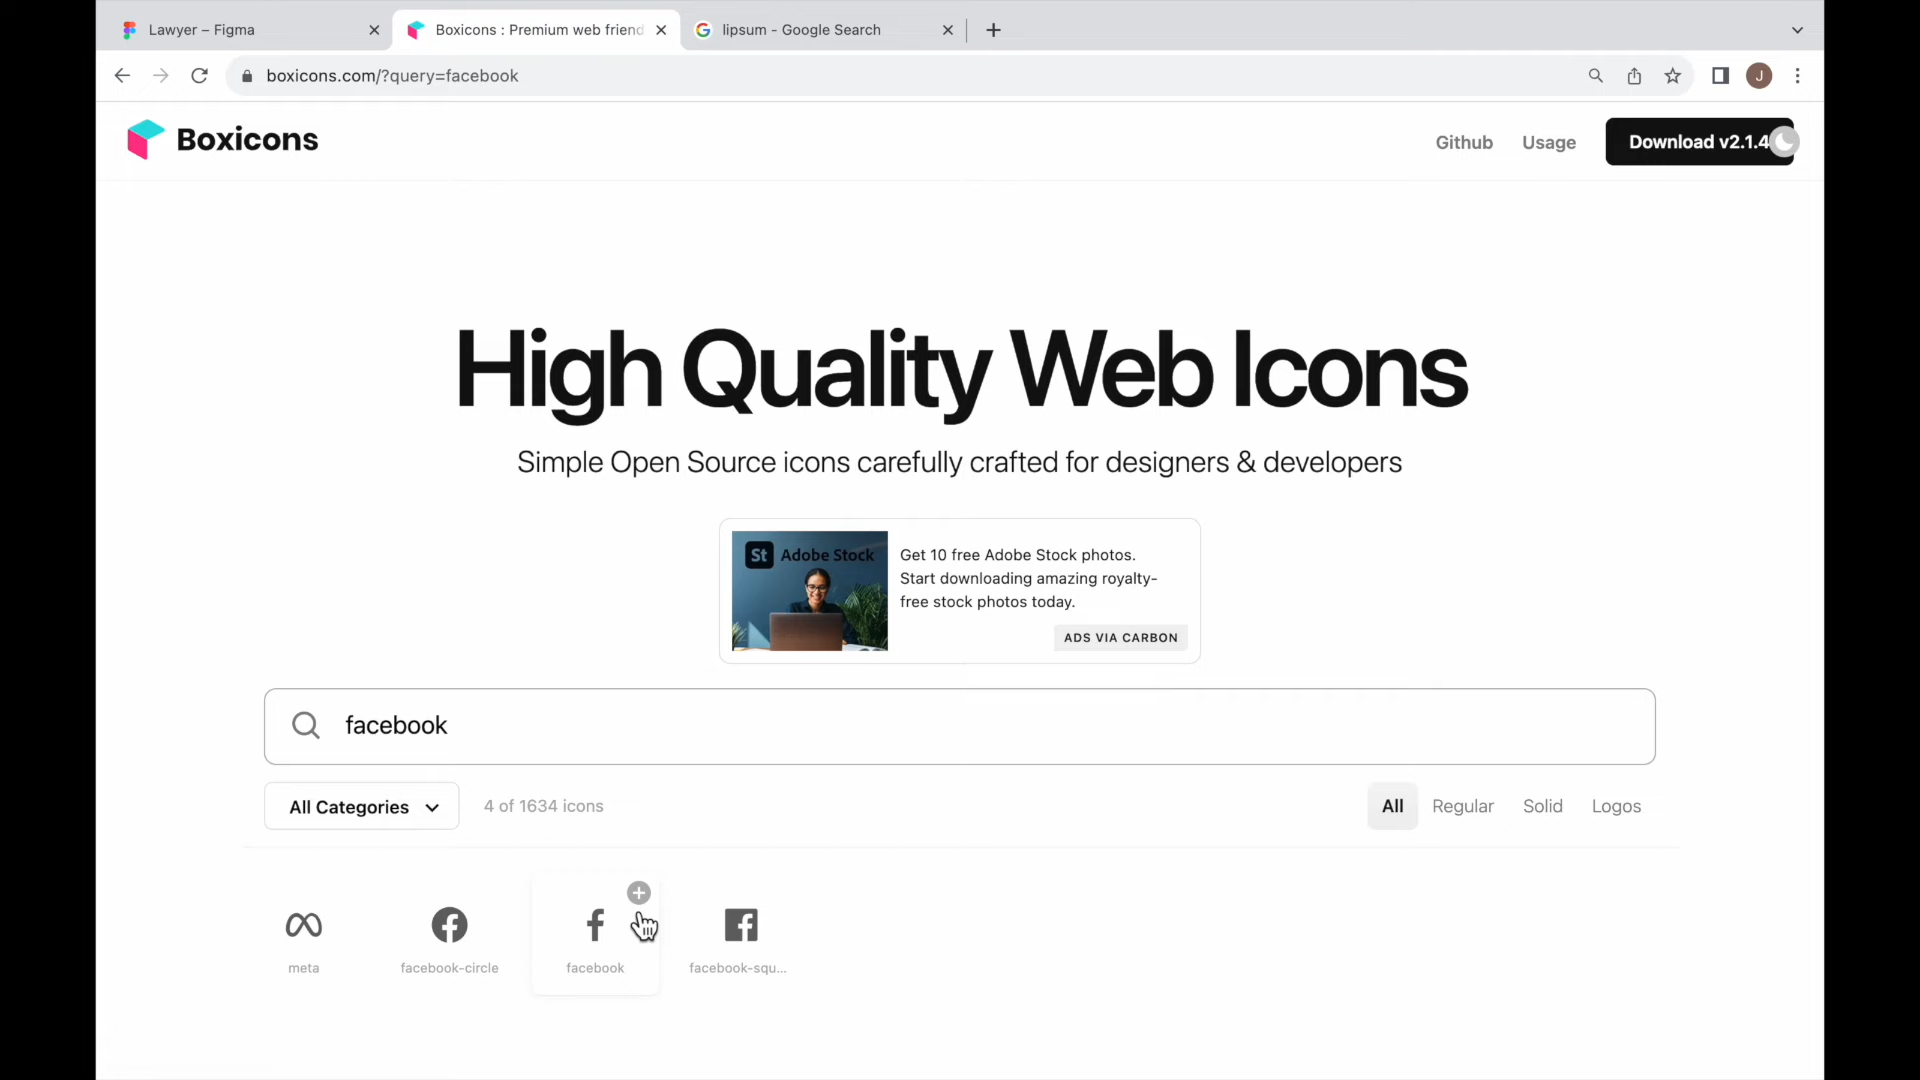 Lawyer – Figma
Boxicons : Premium web friend
lipsum - Google Search
boxicons.com/?query=facebook
J
Boxicons
Github
Usage
Download v2.1.4
High Quality Web Icons
Simple Open Source icons carefully crafted for designers & developers
St Adobe Stock
Get 10 free Adobe Stock photos.
Start downloading amazing royalty-
free stock photos today.
ADS VIA CARBON
facebook
All Categories
4 of 1634 icons
All
Regular
Solid
Logos
meta
facebook-circle
facebook
facebook-squ...